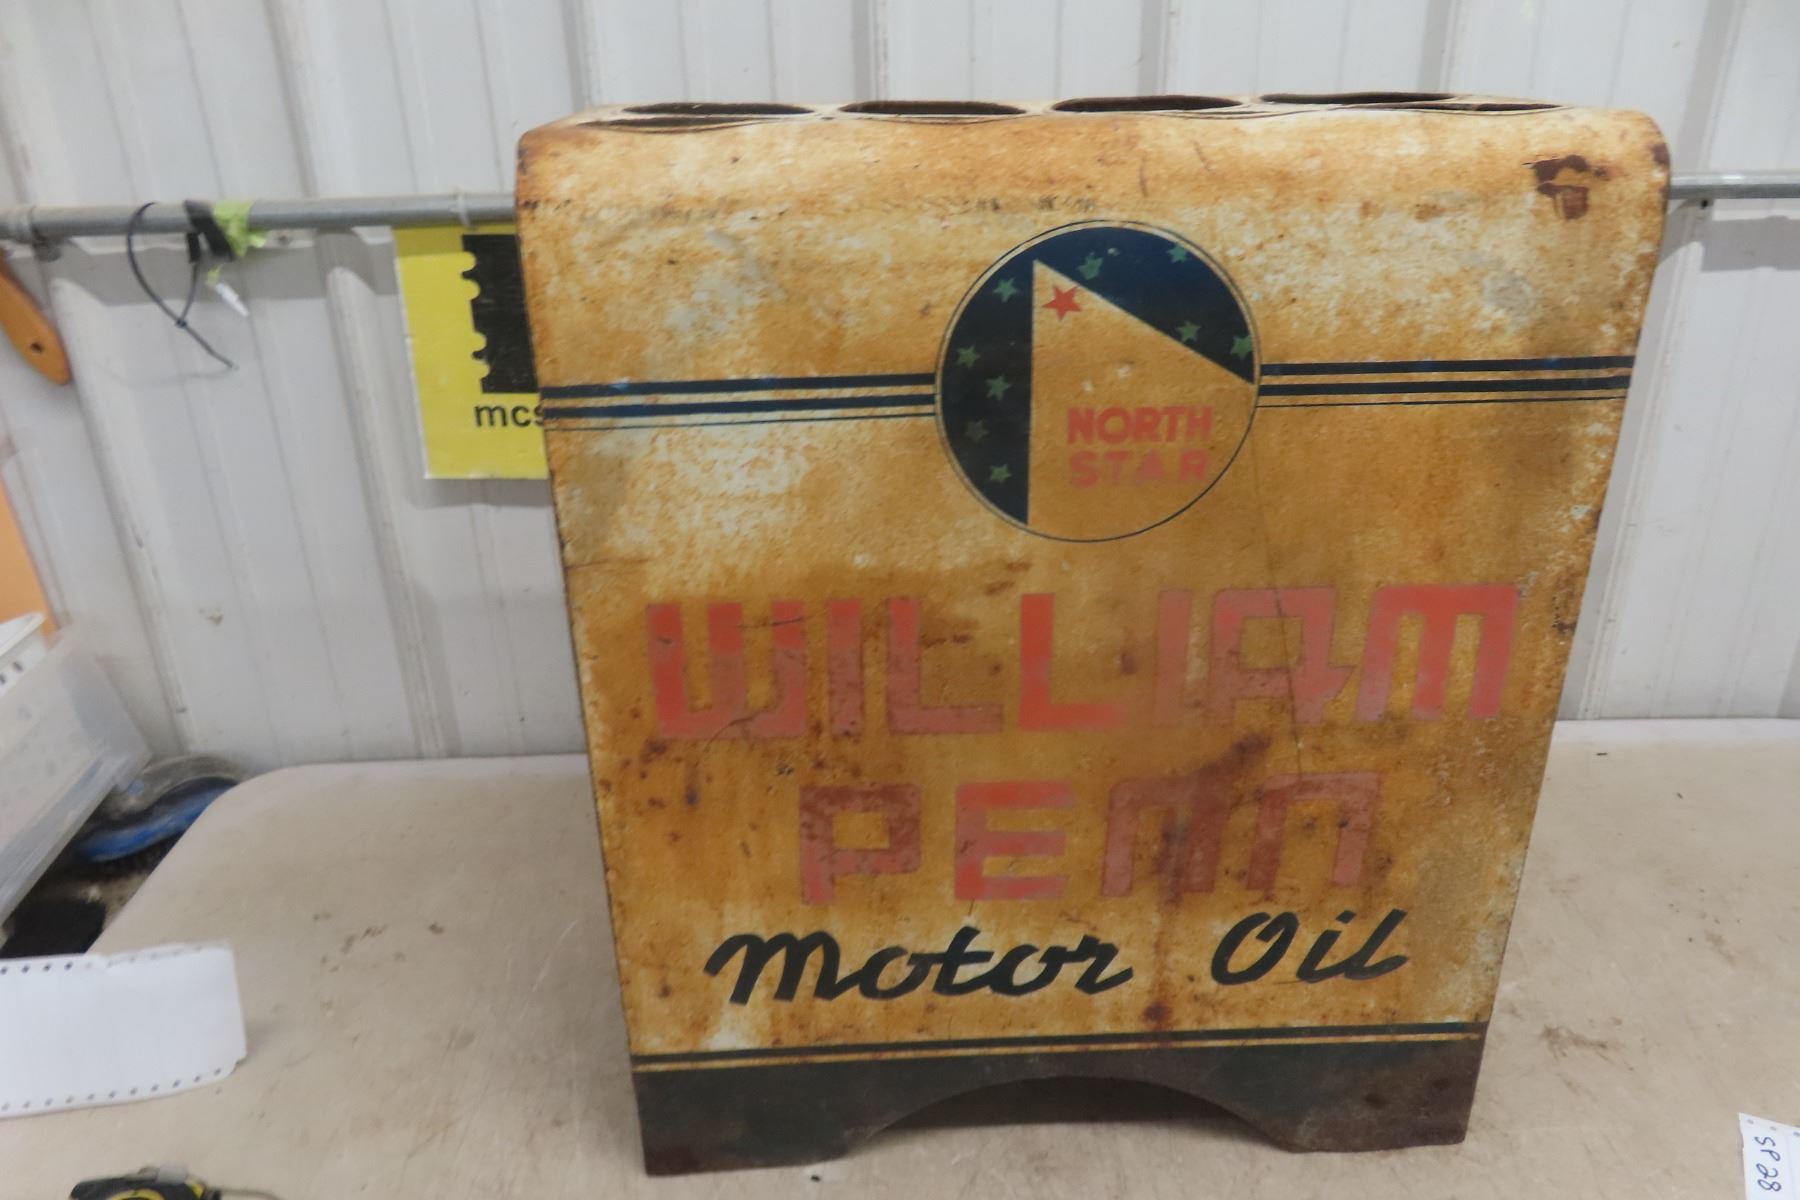 mcs
NORTH
STAR
WILLIAM
PENN
Motor Oil
SP28